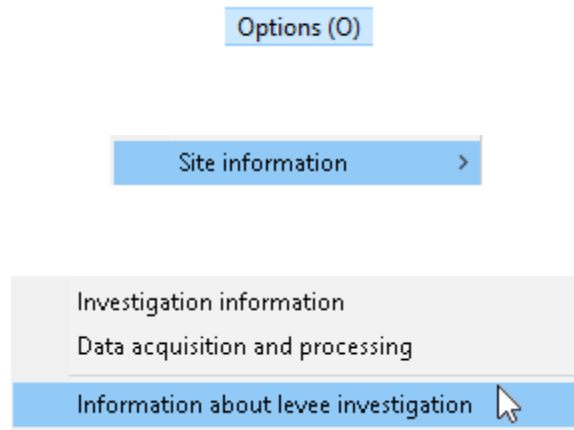 Options (O)
Site information >
Investigation information
Data acquisition and processing
Information about levee investigation